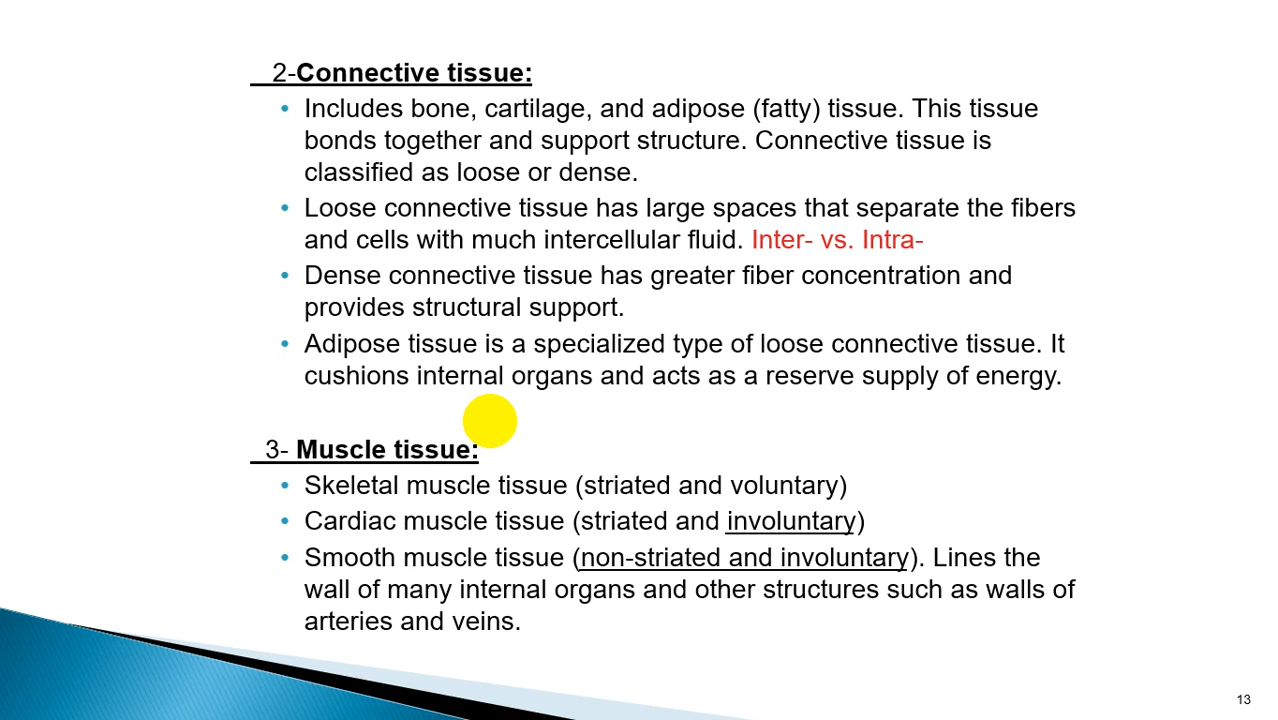 2-Connective tissue:
• Includes bone, cartilage, and adipose (fatty) tissue. This tissue
bonds together and support structure. Connective tissue is
classified as loose or dense.
• Loose connective tissue has large spaces that separate the fibers
and cells with much intercellular fluid. Inter- vs. Intra-
• Dense connective tissue has greater fiber concentration and
provides structural support.
• Adipose tissue is a specialized type of loose connective tissue. It
cushions internal organs and acts as a reserve supply of energy.
3- Muscle tissue:
• Skeletal muscle tissue (striated and voluntary)
• Cardiac muscle tissue (striated and involuntary)
• Smooth muscle tissue (non-striated and involuntary). Lines the
wall of many internal organs and other structures such as walls of
arteries and veins.
13